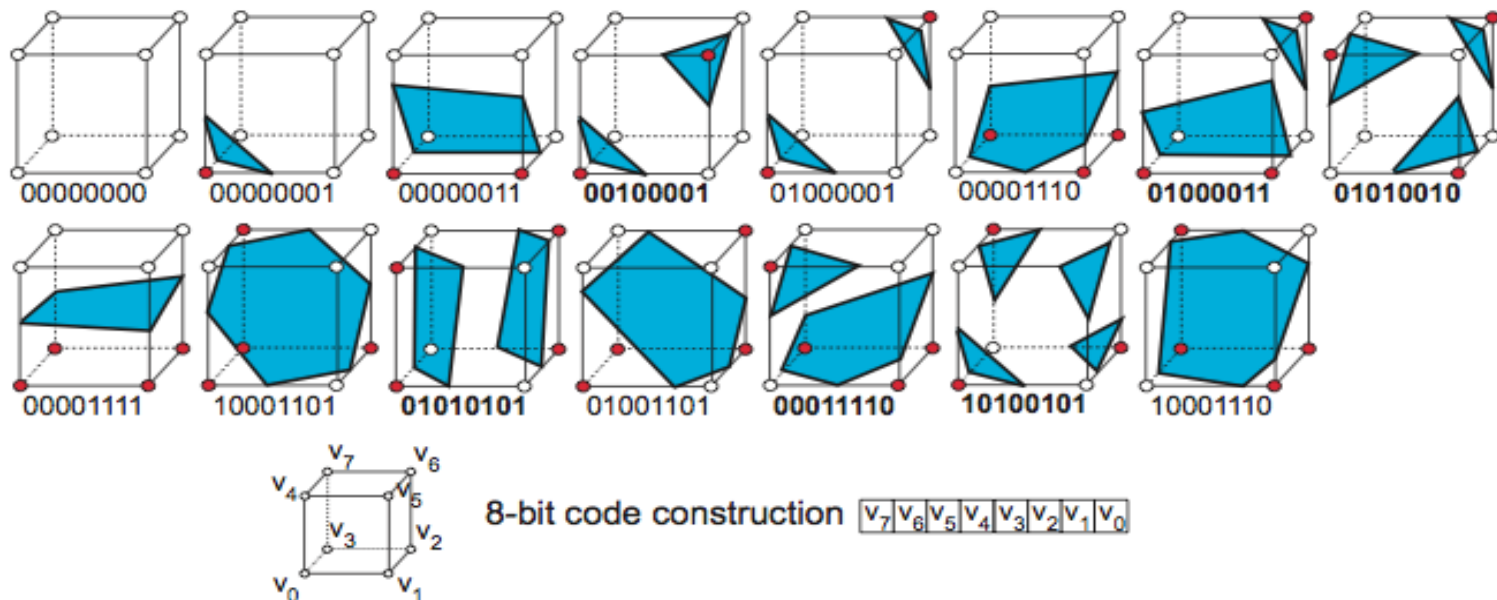 00000000 00000001 00000011 00100001 01000001 00001110 01000011 01010010
00001111 10001101 01010101 01001101 00011110 10100101 10001110
v7 v6
v4 v5
v3 v2
v0 v1
8-bit code construction v7 v6 v5 v4 v3 v2 v1 v0